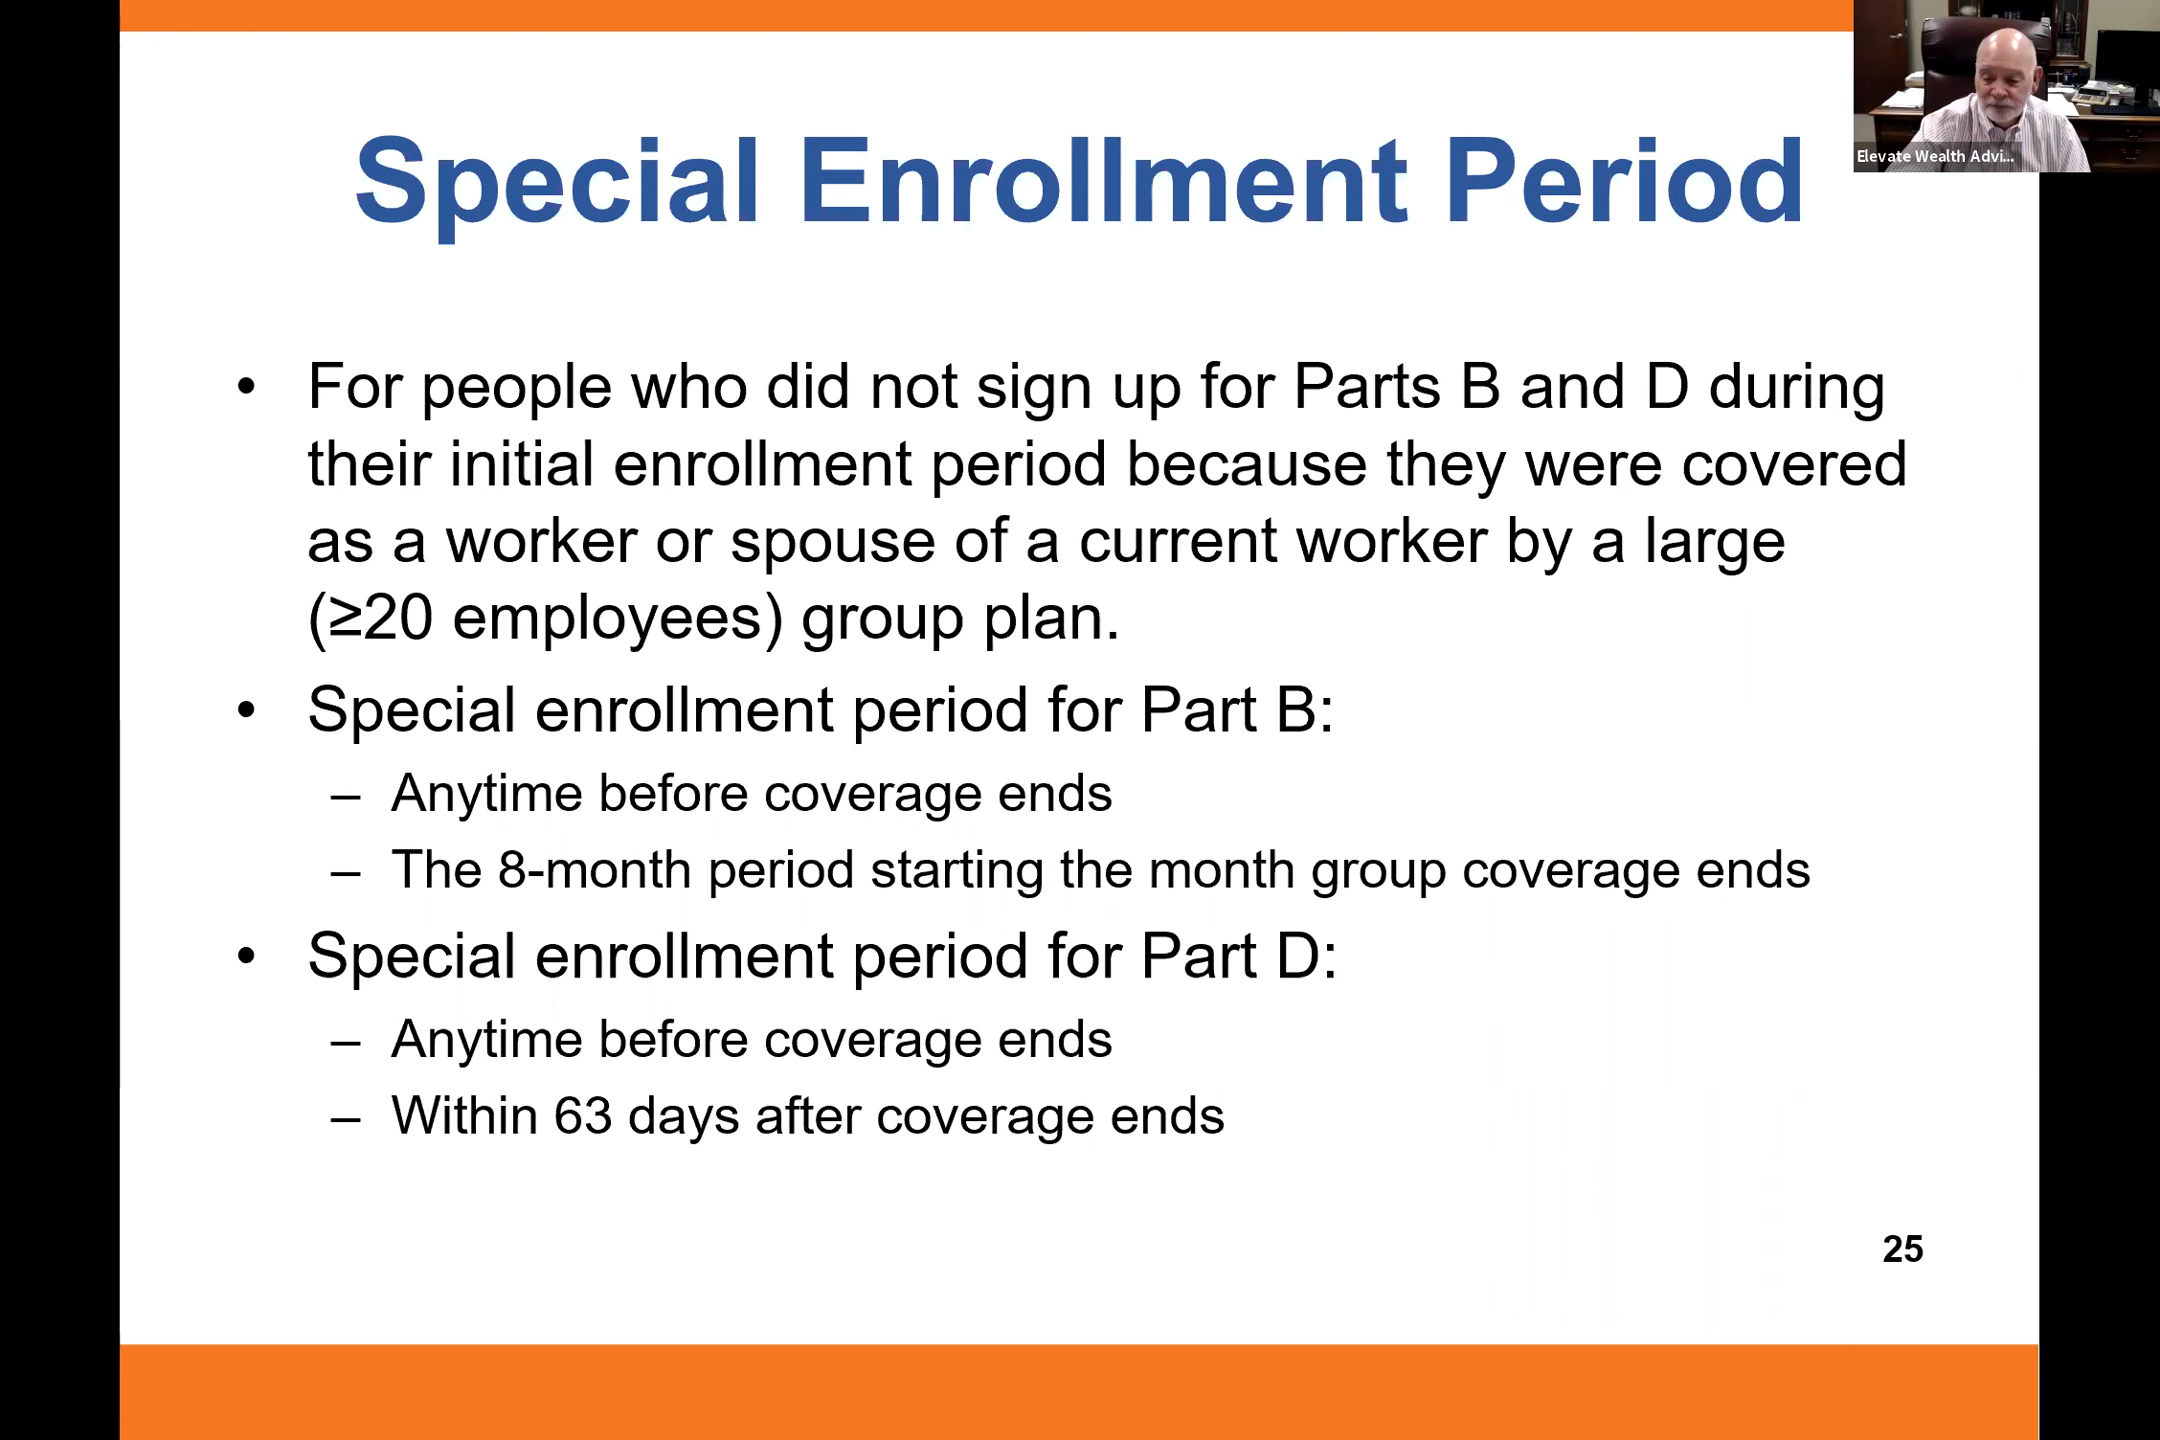 Special Enrollment Period
Elevate Wealth Advi...
• For people who did not sign up for Parts B and D during
their initial enrollment period because they were covered
as a worker or spouse of a current worker by a large
(≥20 employees) group plan.
• Special enrollment period for Part B:
– Anytime before coverage ends
– The 8-month period starting the month group coverage ends
• Special enrollment period for Part D:
– Anytime before coverage ends
– Within 63 days after coverage ends
25